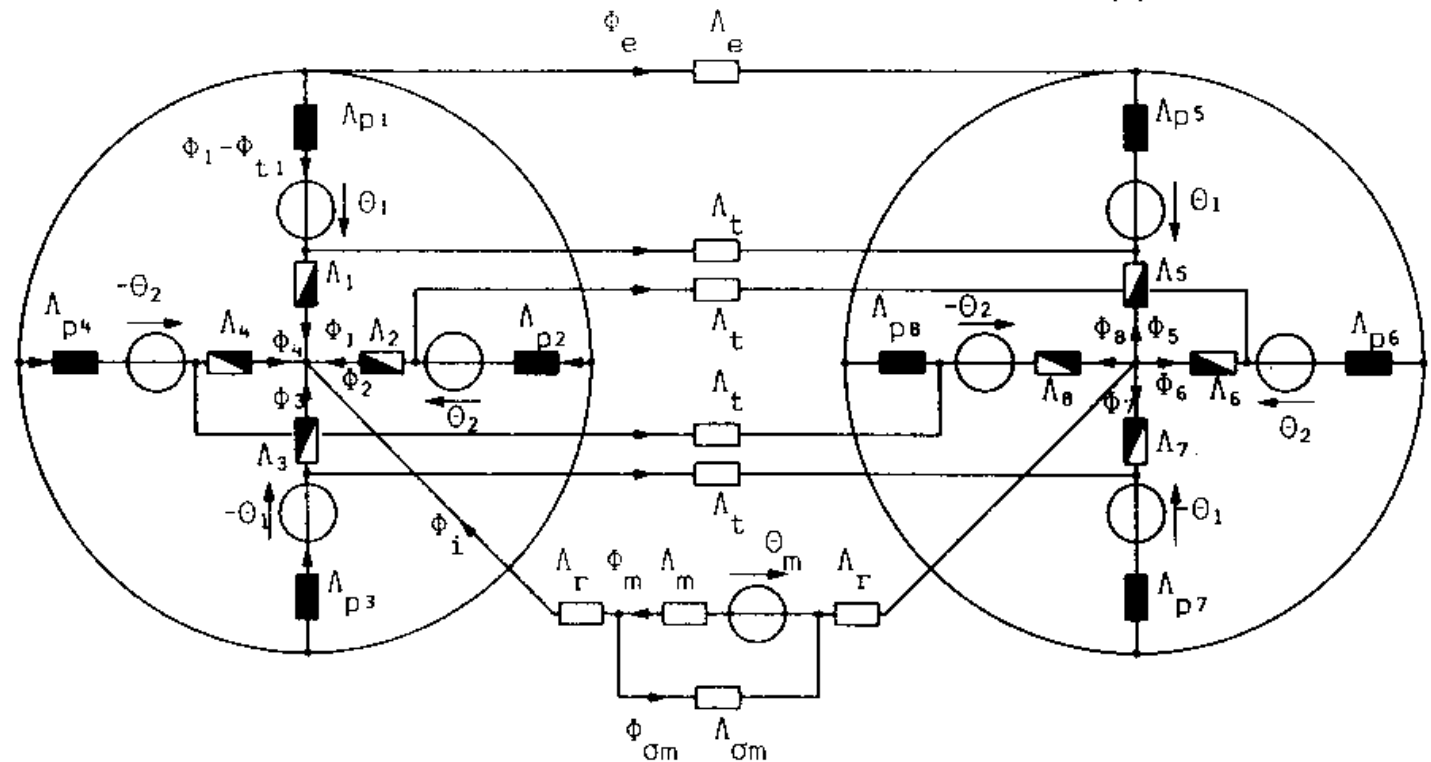 Φe Λe
Λp1 Λp5
Φ1-Φt1
Θ1 Θ1
Λt
Λ1 Λ5
-Θ2 -Θ2
Λp4 Λ4 Φ4 Φ1 Λ2 Λp2 Λt Λp8 Φ8 Φ5 Λp6
Φ2 Λ8 Φ6 Λ6
Φ3 Θ2 Λt Θ2
Λ3 Λ7
-Θ1 Λt -Θ1
Φi Θm
Λp3 Λr Φm Λm Λr Λp7
Φσm Λσm